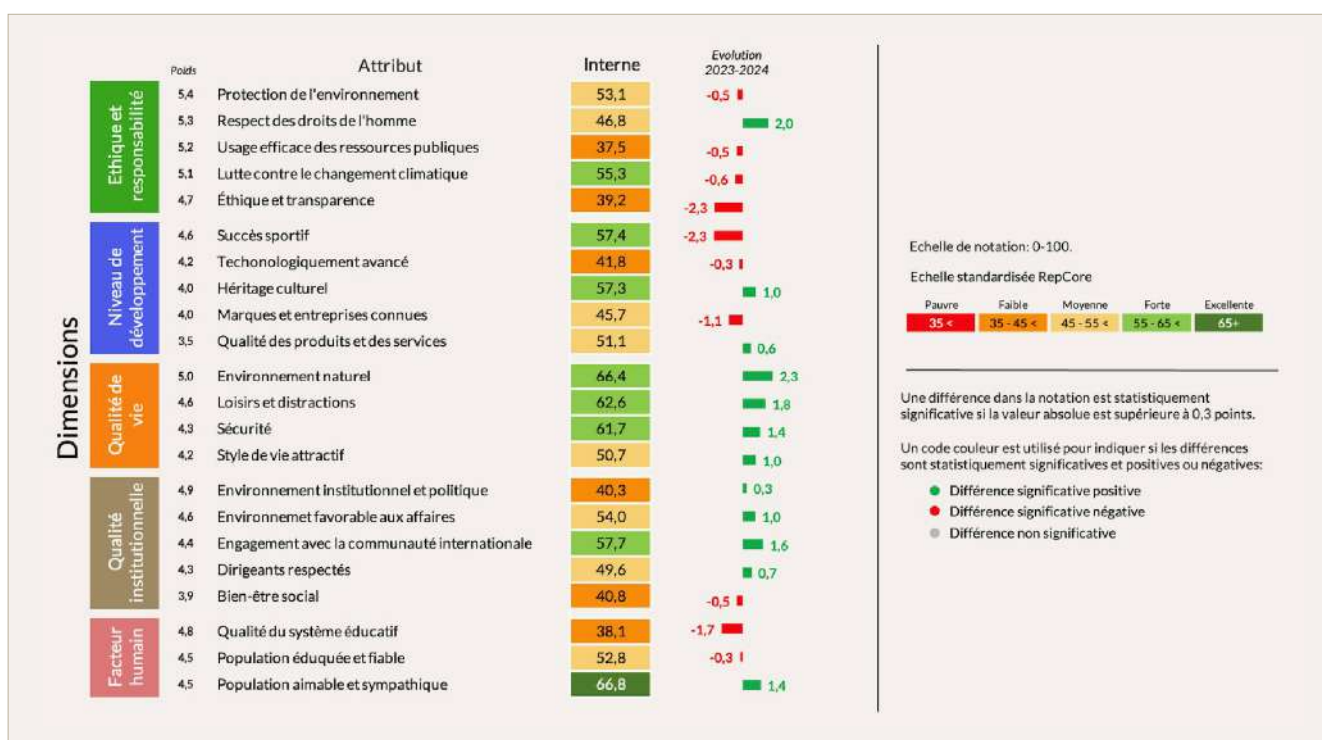 Evolution
Poids Attribut Interne 2023-2024
Dimensions
Ethique et
responsabilité
5,4 Protection de l'environnement 53,1 -0,5
5,3 Respect des droits de l'homme 46,8 2,0
5,2 Usage efficace des ressources publiques 37,5 -0,5
5,1 Lutte contre le changement climatique 55,3 -0,6
4,7 Éthique et transparence 39,2 -2,3
Niveau de
développement
4,6 Succès sportif 57,4 -2,3
4,2 Techonologiquement avancé 41,8 -0,3
4,0 Héritage culturel 57,3 1,0
4,0 Marques et entreprises connues 45,7 -1,1
3,5 Qualité des produits et des services 51,1 0,6
Qualité de
vie
5,0 Environnement naturel 66,4 2,3
4,6 Loisirs et distractions 62,6 1,8
4,3 Sécurité 61,7 1,4
4,2 Style de vie attractif 50,7 1,0
Qualité
institutionnelle
4,9 Environnement institutionnel et politique 40,3 0,3
4,6 Environnemet favorable aux affaires 54,0 1,0
4,4 Engagement avec la communauté internationale 57,7 1,6
4,3 Dirigeants respectés 49,6 0,7
3,9 Bien-être social 40,8 -0,5
Facteur
humain
4,8 Qualité du système éducatif 38,1 -1,7
4,5 Population éduquée et fiable 52,8 -0,3
4,5 Population aimable et sympathique 66,8 1,4
Echelle de notation: 0-100.
Echelle standardisée RepCore
Pauvre Faible Moyenne Forte Excellente
35 < 35 - 45 < 45 - 55 < 55 - 65 < 65+
Une différence dans la notation est statistiquement
significative si la valeur absolue est supérieure à 0,3 points.
Un code couleur est utilisé pour indiquer si les différences
sont statistiquement significatives et positives ou négatives:
Différence significative positive
Différence significative négative
Différence non significative